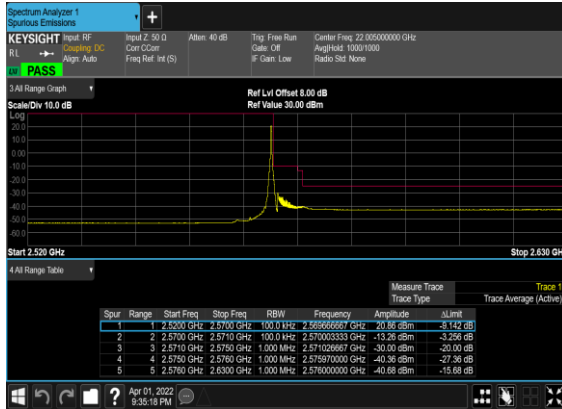 Spectrum Analyzer 1
Spurious Emissions
+
KEYSIGHT Input: RF Input Z: 50 Ω Atten: 40 dB Trig: Free Run Center Freq: 22.005000000 GHz
RL Coupling: DC Corr CCorr Gate: Off Avg|Hold: 1000/1000
Align: Auto Freq Ref: Int (S) IF Gain: Low Radio Std: None
PASS
3 All Range Graph
Ref Lvl Offset 8.00 dB
Scale/Div 10.0 dB Ref Value 30.00 dBm
Log
20.0
10.0
0.00
-10.0
-20.0
-30.0
-40.0
-50.0
-60.0
Start 2.520 GHz Stop 2.630 GH
4 All Range Table
Measure Trace Trace 1
Trace Type Trace Average (Active)
Spur Range Start Freq Stop Freq RBW Frequency Amplitude ΔLimit
1 1 2.5200 GHz 2.5700 GHz 100.0 kHz 2.569666667 GHz 20.86 dBm -9.142 dB
2 2 2.5700 GHz 2.5710 GHz 100.0 kHz 2.570003333 GHz -13.26 dBm -3.256 dB
3 3 2.5710 GHz 2.5750 GHz 1.000 MHz 2.571026667 GHz -30.00 dBm -20.00 dB
4 4 2.5750 GHz 2.5760 GHz 1.000 MHz 2.575970000 GHz -40.36 dBm -27.36 dB
5 5 2.5760 GHz 2.6300 GHz 1.000 MHz 2.576000000 GHz -40.68 dBm -15.68 dB
? Apr 01, 2022
9:35:18 PM